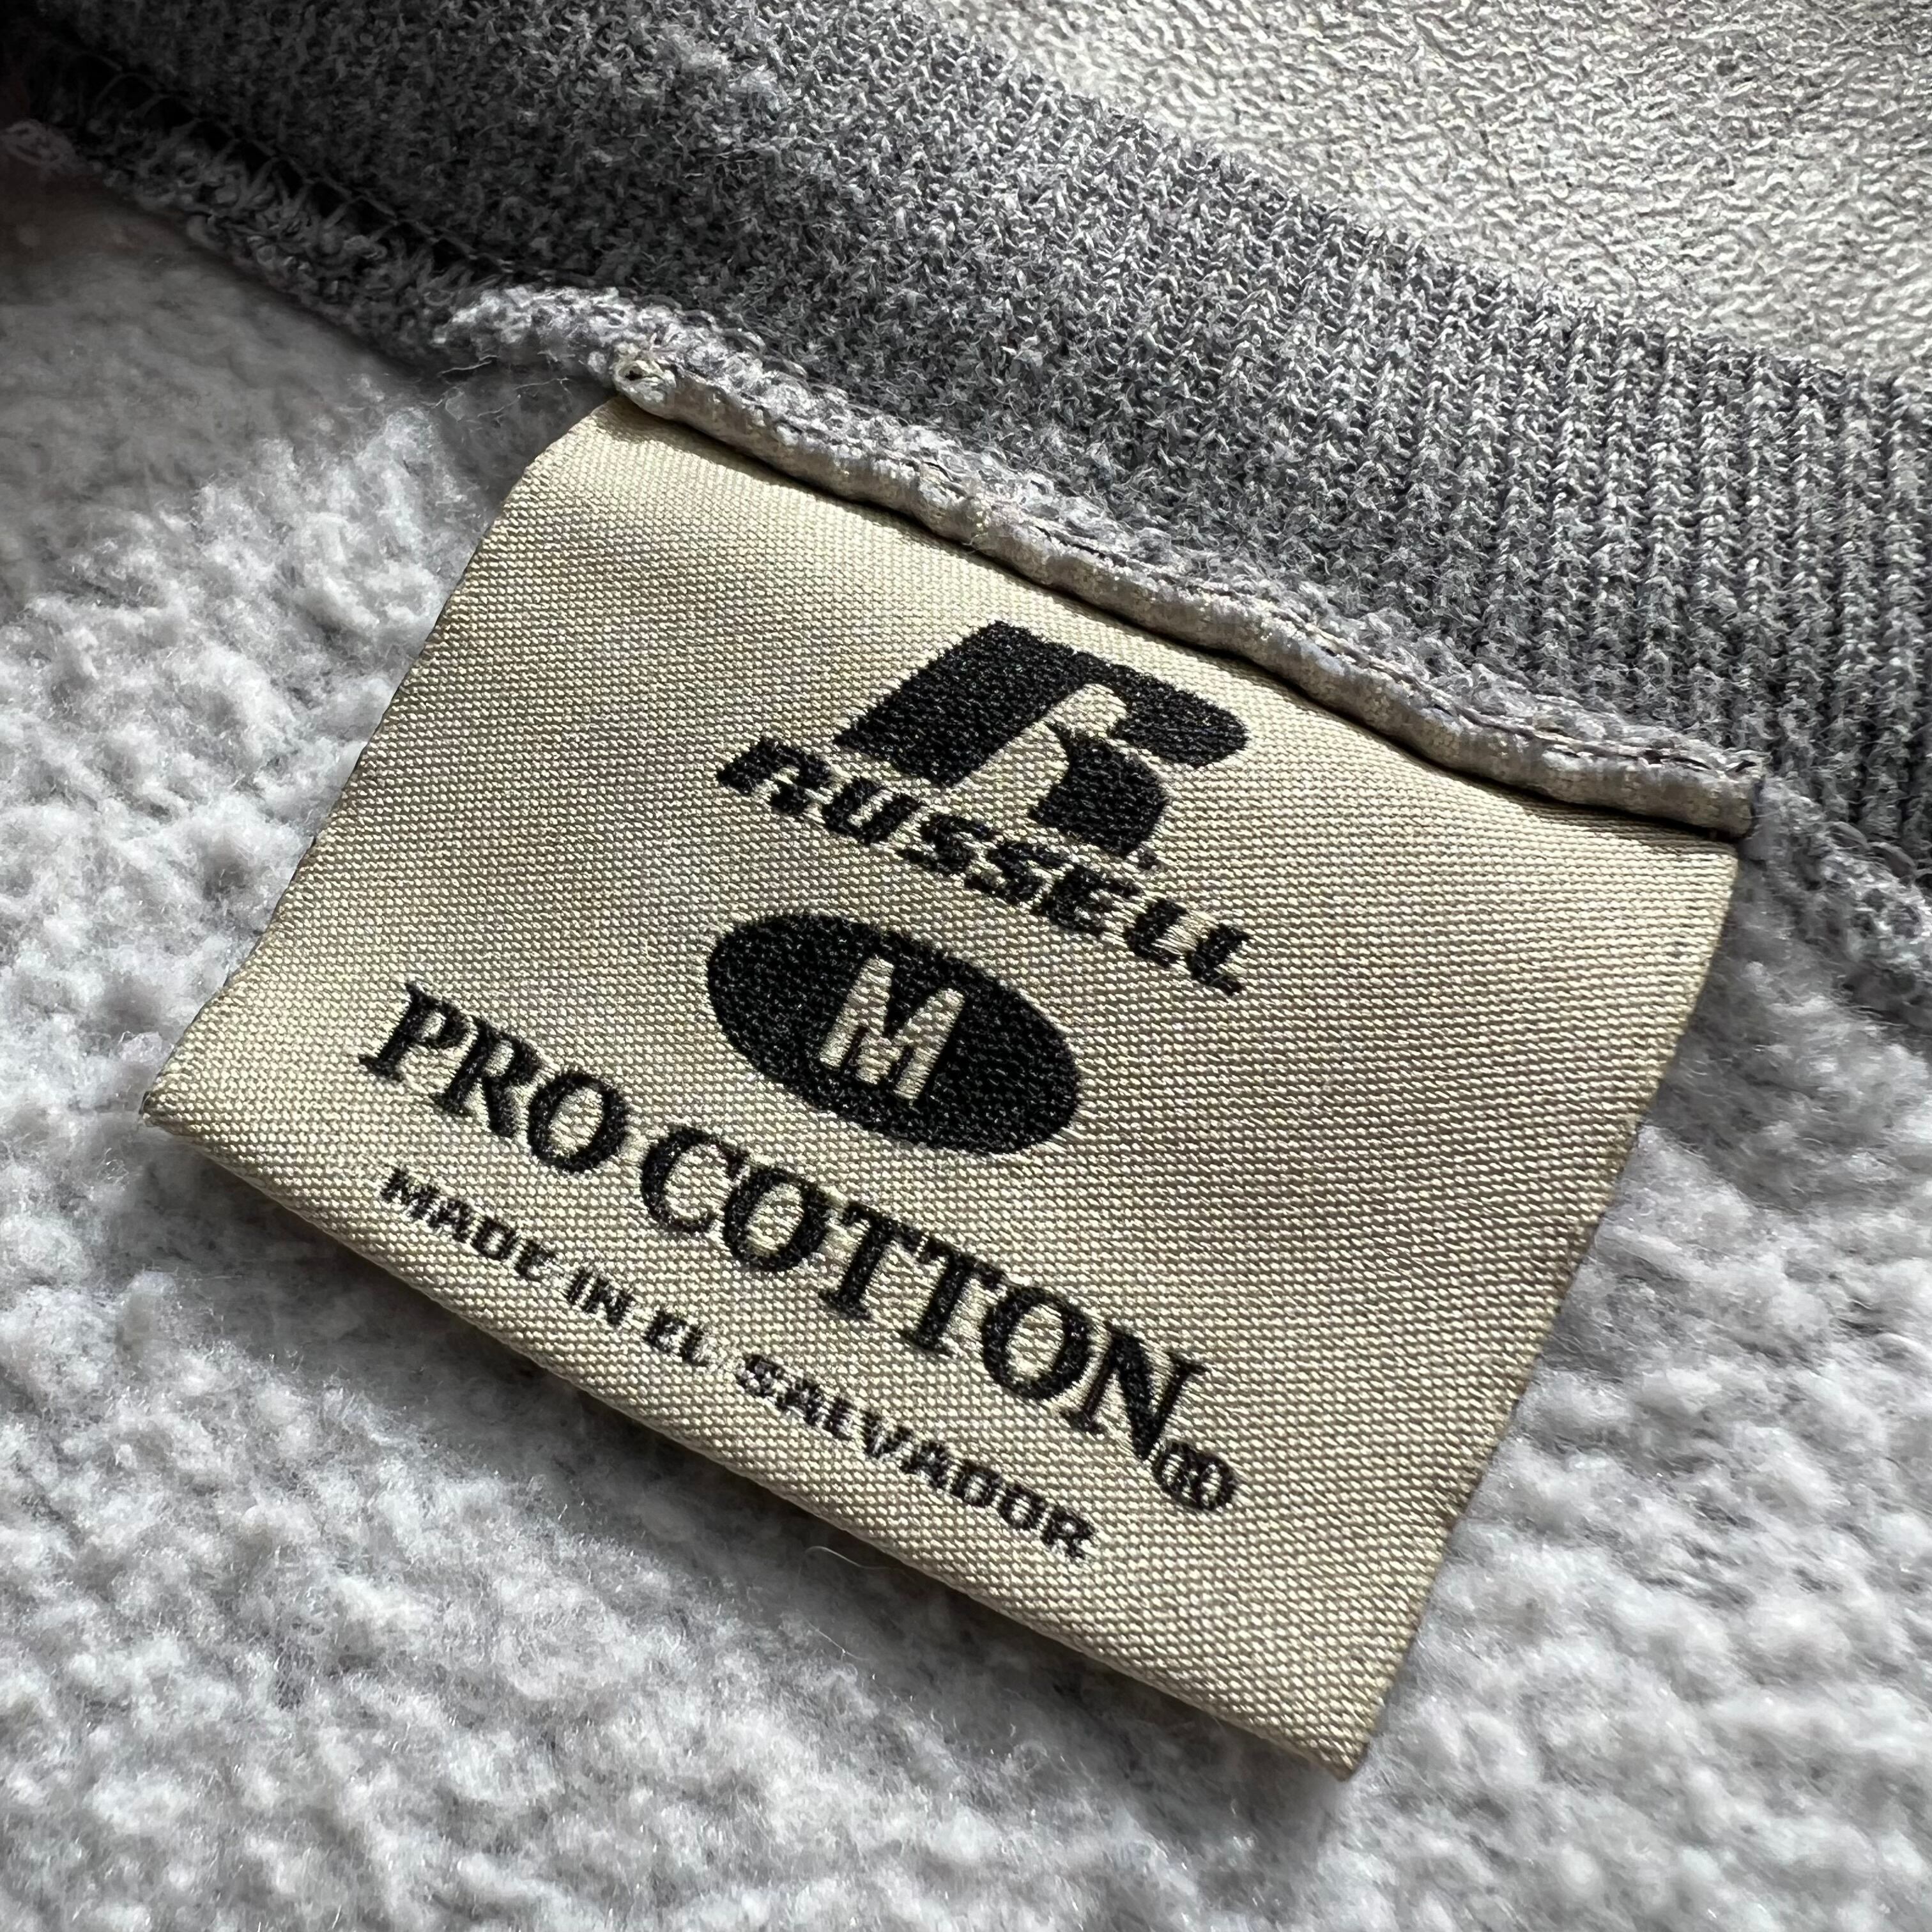 R
RUSSELL
M
PRO COTTON®
MADE IN EL SALVADOR